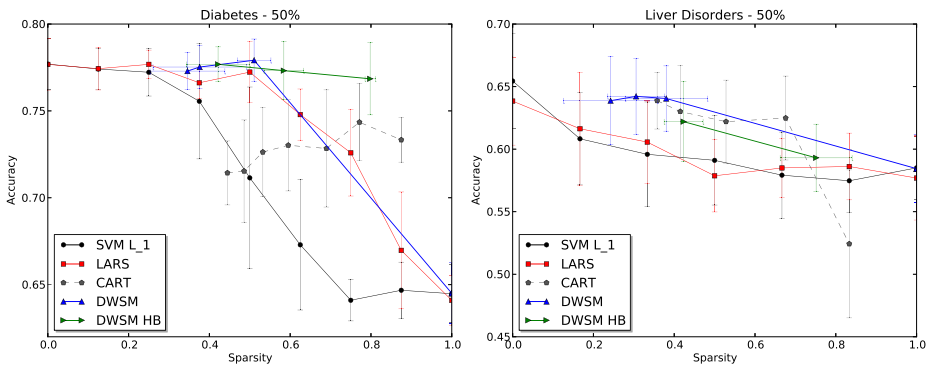 Diabetes - 50%
0.80
0.75
0.70
0.65
Accuracy
0.0
0.2
0.4
0.6
0.8
1.0
Sparsity
SVM L_1
LARS
CART
DWSM
DWSM HB
Liver Disorders - 50%
0.70
0.65
0.60
0.55
0.50
0.45
Accuracy
0.0
0.2
0.4
0.6
0.8
1.0
Sparsity
SVM L_1
LARS
CART
DWSM
DWSM HB